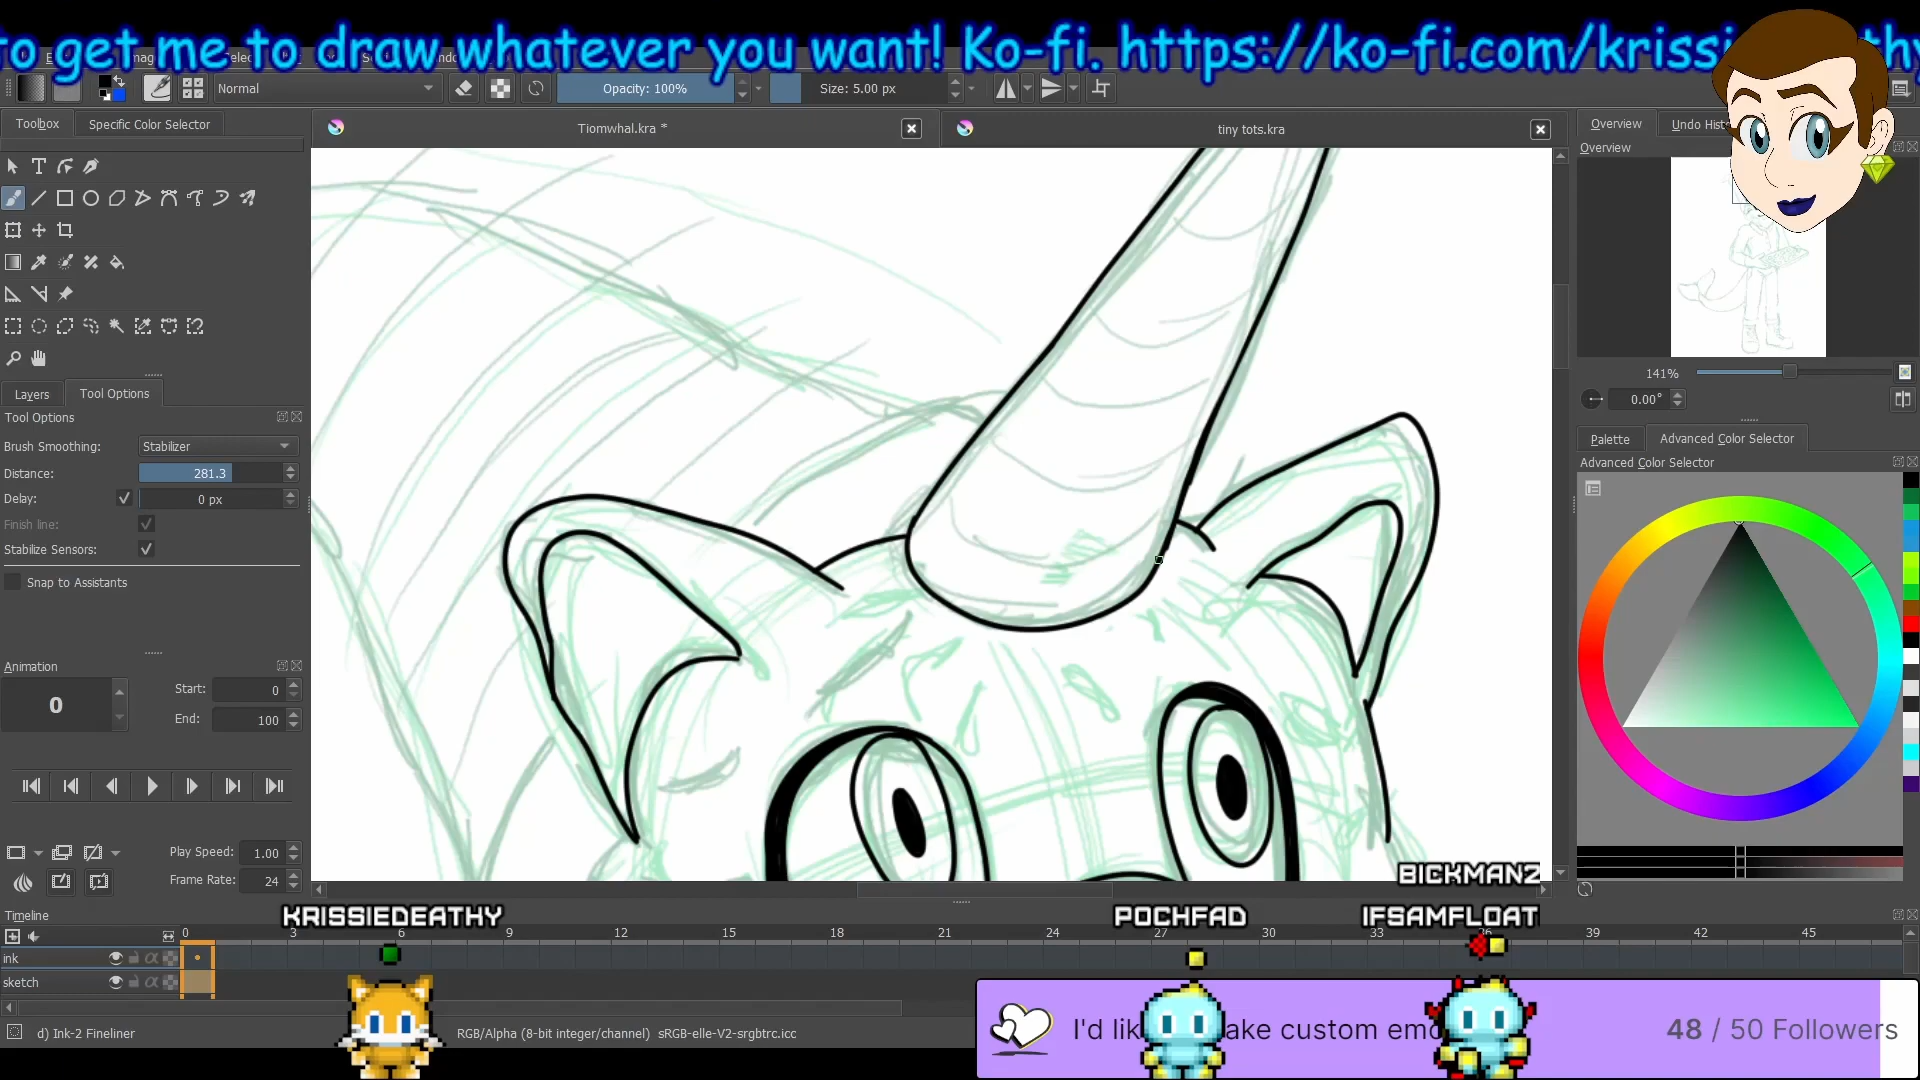 to get me to draw whatever you want! Ko-fi. https://ko-fi.com/krissi thy
Normal
Opacity: 100%
Size: 5.00 px
Toolbox
Specific Color Selector
Tiomwhal.kra *
tiny tots.kra
Overview
Undo Hist
Overview
141%
0.00°
Layers
Tool Options
Tool Options
Brush Smoothing:
Stabilizer
Distance:
281.3
Delay:
0 px
Finish line:
Stabilize Sensors:
Snap to Assistants
Palette
Advanced Color Selector
Advanced Color Selector
Animation
0
Start:
0
End:
100
Play Speed:
1.00
Frame Rate:
24
BICKMANZ
KRISSIEDEATHY
POCHFAD
IFSAMFLOAT
Timeline
0 3 6 9 12 15 18 21 24 27 30 33 36 39 42 45
ink
sketch
d) Ink-2 Fineliner
RGB/Alpha (8-bit integer/channel) sRGB-elle-V2-srgbtrc.icc
I'd lik ake custom emo
48 / 50 Followers